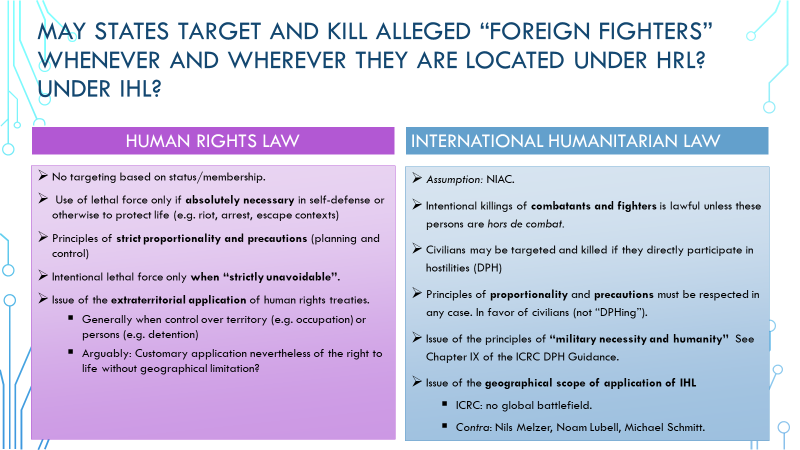 MAY STATES TARGET AND KILL ALLEGED “FOREIGN FIGHTERS”
WHENEVER AND WHEREVER THEY ARE LOCATED UNDER HRL?
UNDER IHL?
HUMAN RIGHTS LAW
➢ No targeting based on status/membership.
➢ Use of lethal force only if absolutely necessary in self-defense or
otherwise to protect life (e.g. riot, arrest, escape contexts)
➢ Principles of strict proportionality and precautions (planning and
control)
➢ Intentional lethal force only when “strictly unavoidable”.
➢ Issue of the extraterritorial application of human rights treaties.
▪ Generally when control over territory (e.g. occupation) or
persons (e.g. detention)
▪ Arguably: Customary application nevertheless of the right to
life without geographical limitation?
INTERNATIONAL HUMANITARIAN LAW
➢ Assumption: NIAC.
➢ Intentional killings of combatants and fighters is lawful unless these
persons are hors de combat.
➢ Civilians may be targeted and killed if they directly participate in
hostilities (DPH)
➢ Principles of proportionality and precautions must be respected in
any case. In favor of civilians (not “DPHing”).
➢ Issue of the principles of “military necessity and humanity” See
Chapter IX of the ICRC DPH Guidance.
➢ Issue of the geographical scope of application of IHL
▪ ICRC: no global battlefield.
▪ Contra: Nils Melzer, Noam Lubell, Michael Schmitt.